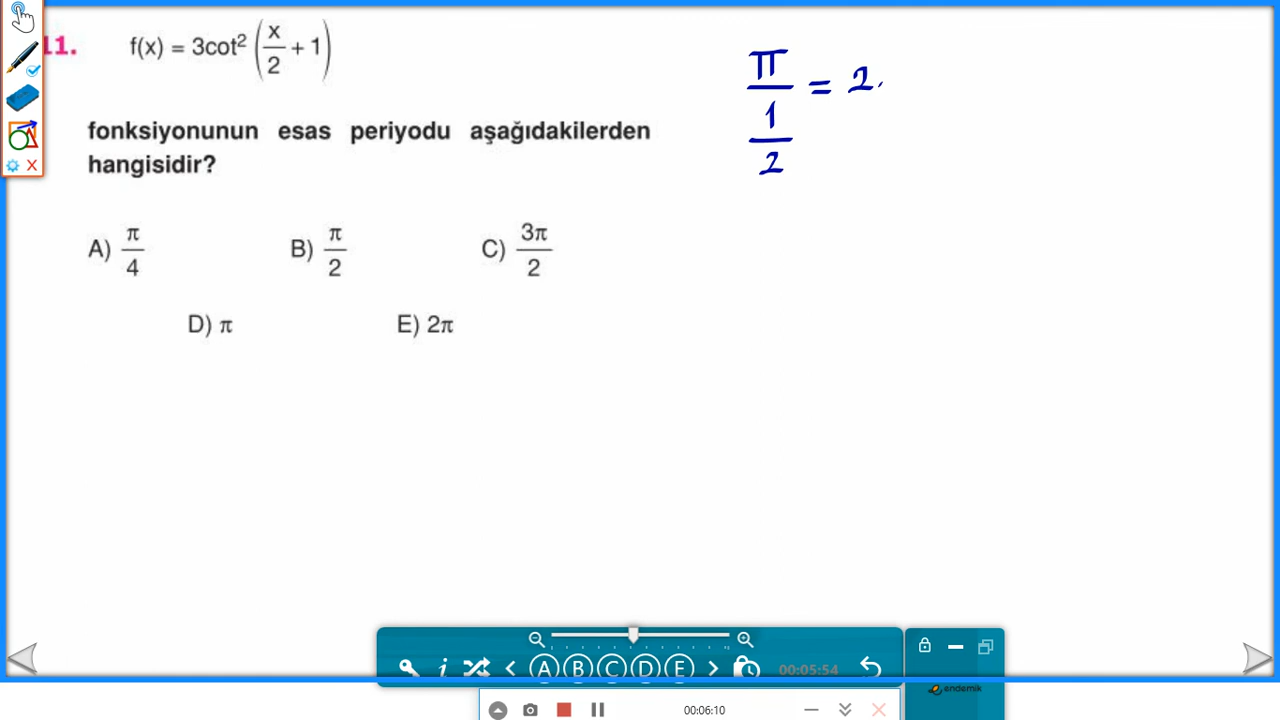 11. f(x) = 3cot² (x/2 + 1)
π / (1/2) = 2.
fonksiyonunun esas periyodu aşağıdakilerden
hangisidir?
A) π/4 B) π/2 C) 3π/2
D) π E) 2π
A B C D E 00:05:54
endemik
00:06:10